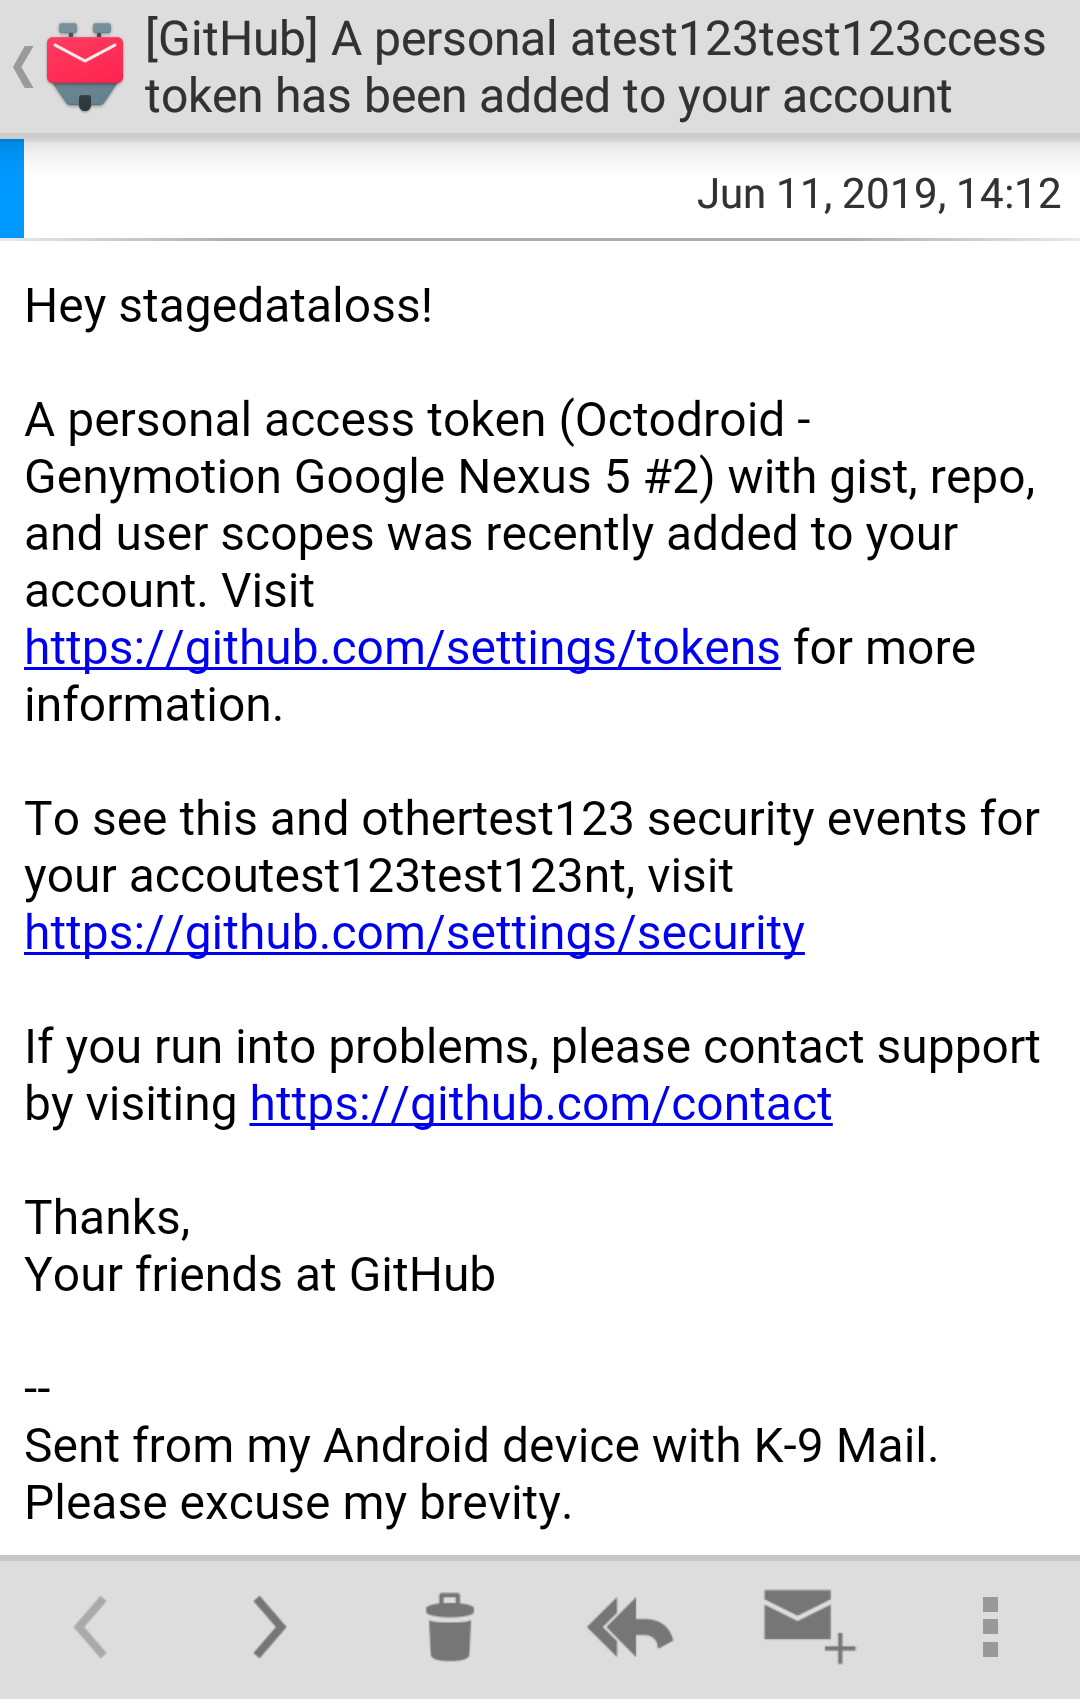 [GitHub] A personal atest123test123ccess
token has been added to your account
Jun 11, 2019, 14:12
Hey stagedataloss!
A personal access token (Octodroid -
Genymotion Google Nexus 5 #2) with gist, repo,
and user scopes was recently added to your
account. Visit
https://github.com/settings/tokens for more
information.
To see this and othertest123 security events for
your accoutest123test123nt, visit
https://github.com/settings/security
If you run into problems, please contact support
by visiting https://github.com/contact
Thanks,
Your friends at GitHub
--
Sent from my Android device with K-9 Mail.
Please excuse my brevity.